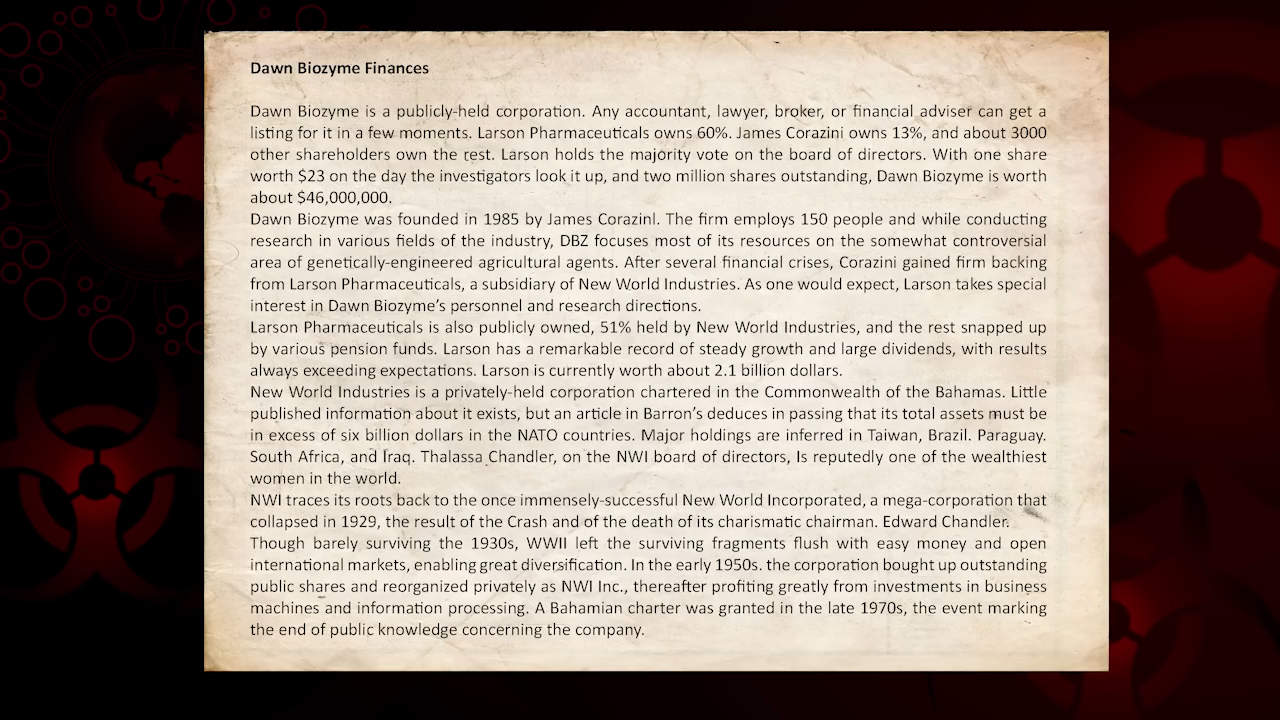 Dawn Biozyme Finances
Dawn Biozyme is a publicly-held corporation. Any accountant, lawyer, broker, or financial adviser can get a
listing for it in a few moments. Larson Pharmaceuticals owns 60%. James Corazini owns 13%, and about 3000
other shareholders own the rest. Larson holds the majority vote on the board of directors. With one share
worth $23 on the day the investigators look it up, and two million shares outstanding, Dawn Biozyme is worth
about $46,000,000.
Dawn Biozyme was founded in 1985 by James Corazinl. The firm employs 150 people and while conducting
research in various fields of the industry, DBZ focuses most of its resources on the somewhat controversial
area of genetically-engineered agricultural agents. After several financial crises, Corazini gained firm backing
from Larson Pharmaceuticals, a subsidiary of New World Industries. As one would expect, Larson takes special
interest in Dawn Biozyme's personnel and research directions.
Larson Pharmaceuticals is also publicly owned, 51% held by New World Industries, and the rest snapped up
by various pension funds. Larson has a remarkable record of steady growth and large dividends, with results
always exceeding expectations. Larson is currently worth about 2.1 billion dollars.
New World Industries is a privately-held corporation chartered in the Commonwealth of the Bahamas. Little
published information about it exists, but an article in Barron's deduces in passing that its total assets must be
in excess of six billion dollars in the NATO countries. Major holdings are inferred in Taiwan, Brazil. Paraguay.
South Africa, and Iraq. Thalassa Chandler, on the NWI board of directors, Is reputedly one of the wealthiest
women in the world.
NWI traces its roots back to the once immensely-successful New World Incorporated, a mega-corporation that
collapsed in 1929, the result of the Crash and of the death of its charismatic chairman. Edward Chandler.
Though barely surviving the 1930s, WWII left the surviving fragments flush with easy money and open
international markets, enabling great diversification. In the early 1950s. the corporation bought up outstanding
public shares and reorganized privately as NWI Inc., thereafter profiting greatly from investments in business
machines and information processing. A Bahamian charter was granted in the late 1970s, the event marking
the end of public knowledge concerning the company.